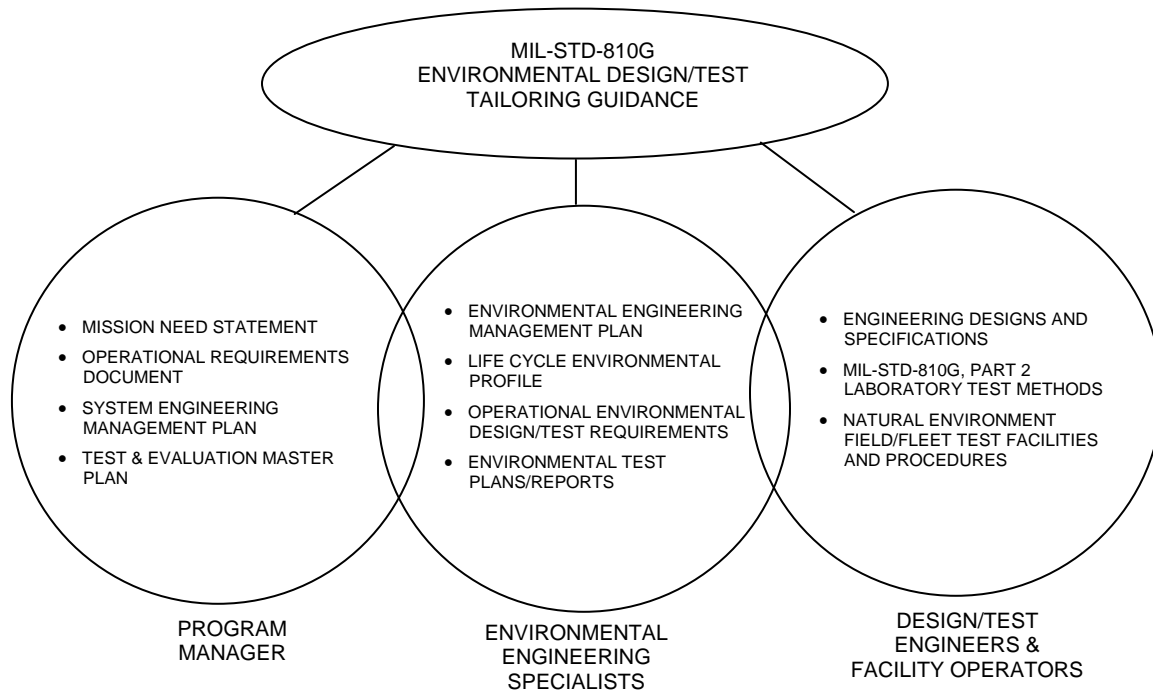 MIL-STD-810G
ENVIRONMENTAL DESIGN/TEST
TAILORING GUIDANCE
• MISSION NEED STATEMENT
• OPERATIONAL REQUIREMENTS
DOCUMENT
• SYSTEM ENGINEERING
MANAGEMENT PLAN
• TEST & EVALUATION MASTER
PLAN
• ENVIRONMENTAL ENGINEERING
MANAGEMENT PLAN
• LIFE CYCLE ENVIRONMENTAL
PROFILE
• OPERATIONAL ENVIRONMENTAL
DESIGN/TEST REQUIREMENTS
• ENVIRONMENTAL TEST
PLANS/REPORTS
• ENGINEERING DESIGNS AND
SPECIFICATIONS
• MIL-STD-810G, PART 2
LABORATORY TEST METHODS
• NATURAL ENVIRONMENT
FIELD/FLEET TEST FACILITIES
AND PROCEDURES
PROGRAM
MANAGER
ENVIRONMENTAL
ENGINEERING
SPECIALISTS
DESIGN/TEST
ENGINEERS &
FACILITY OPERATORS